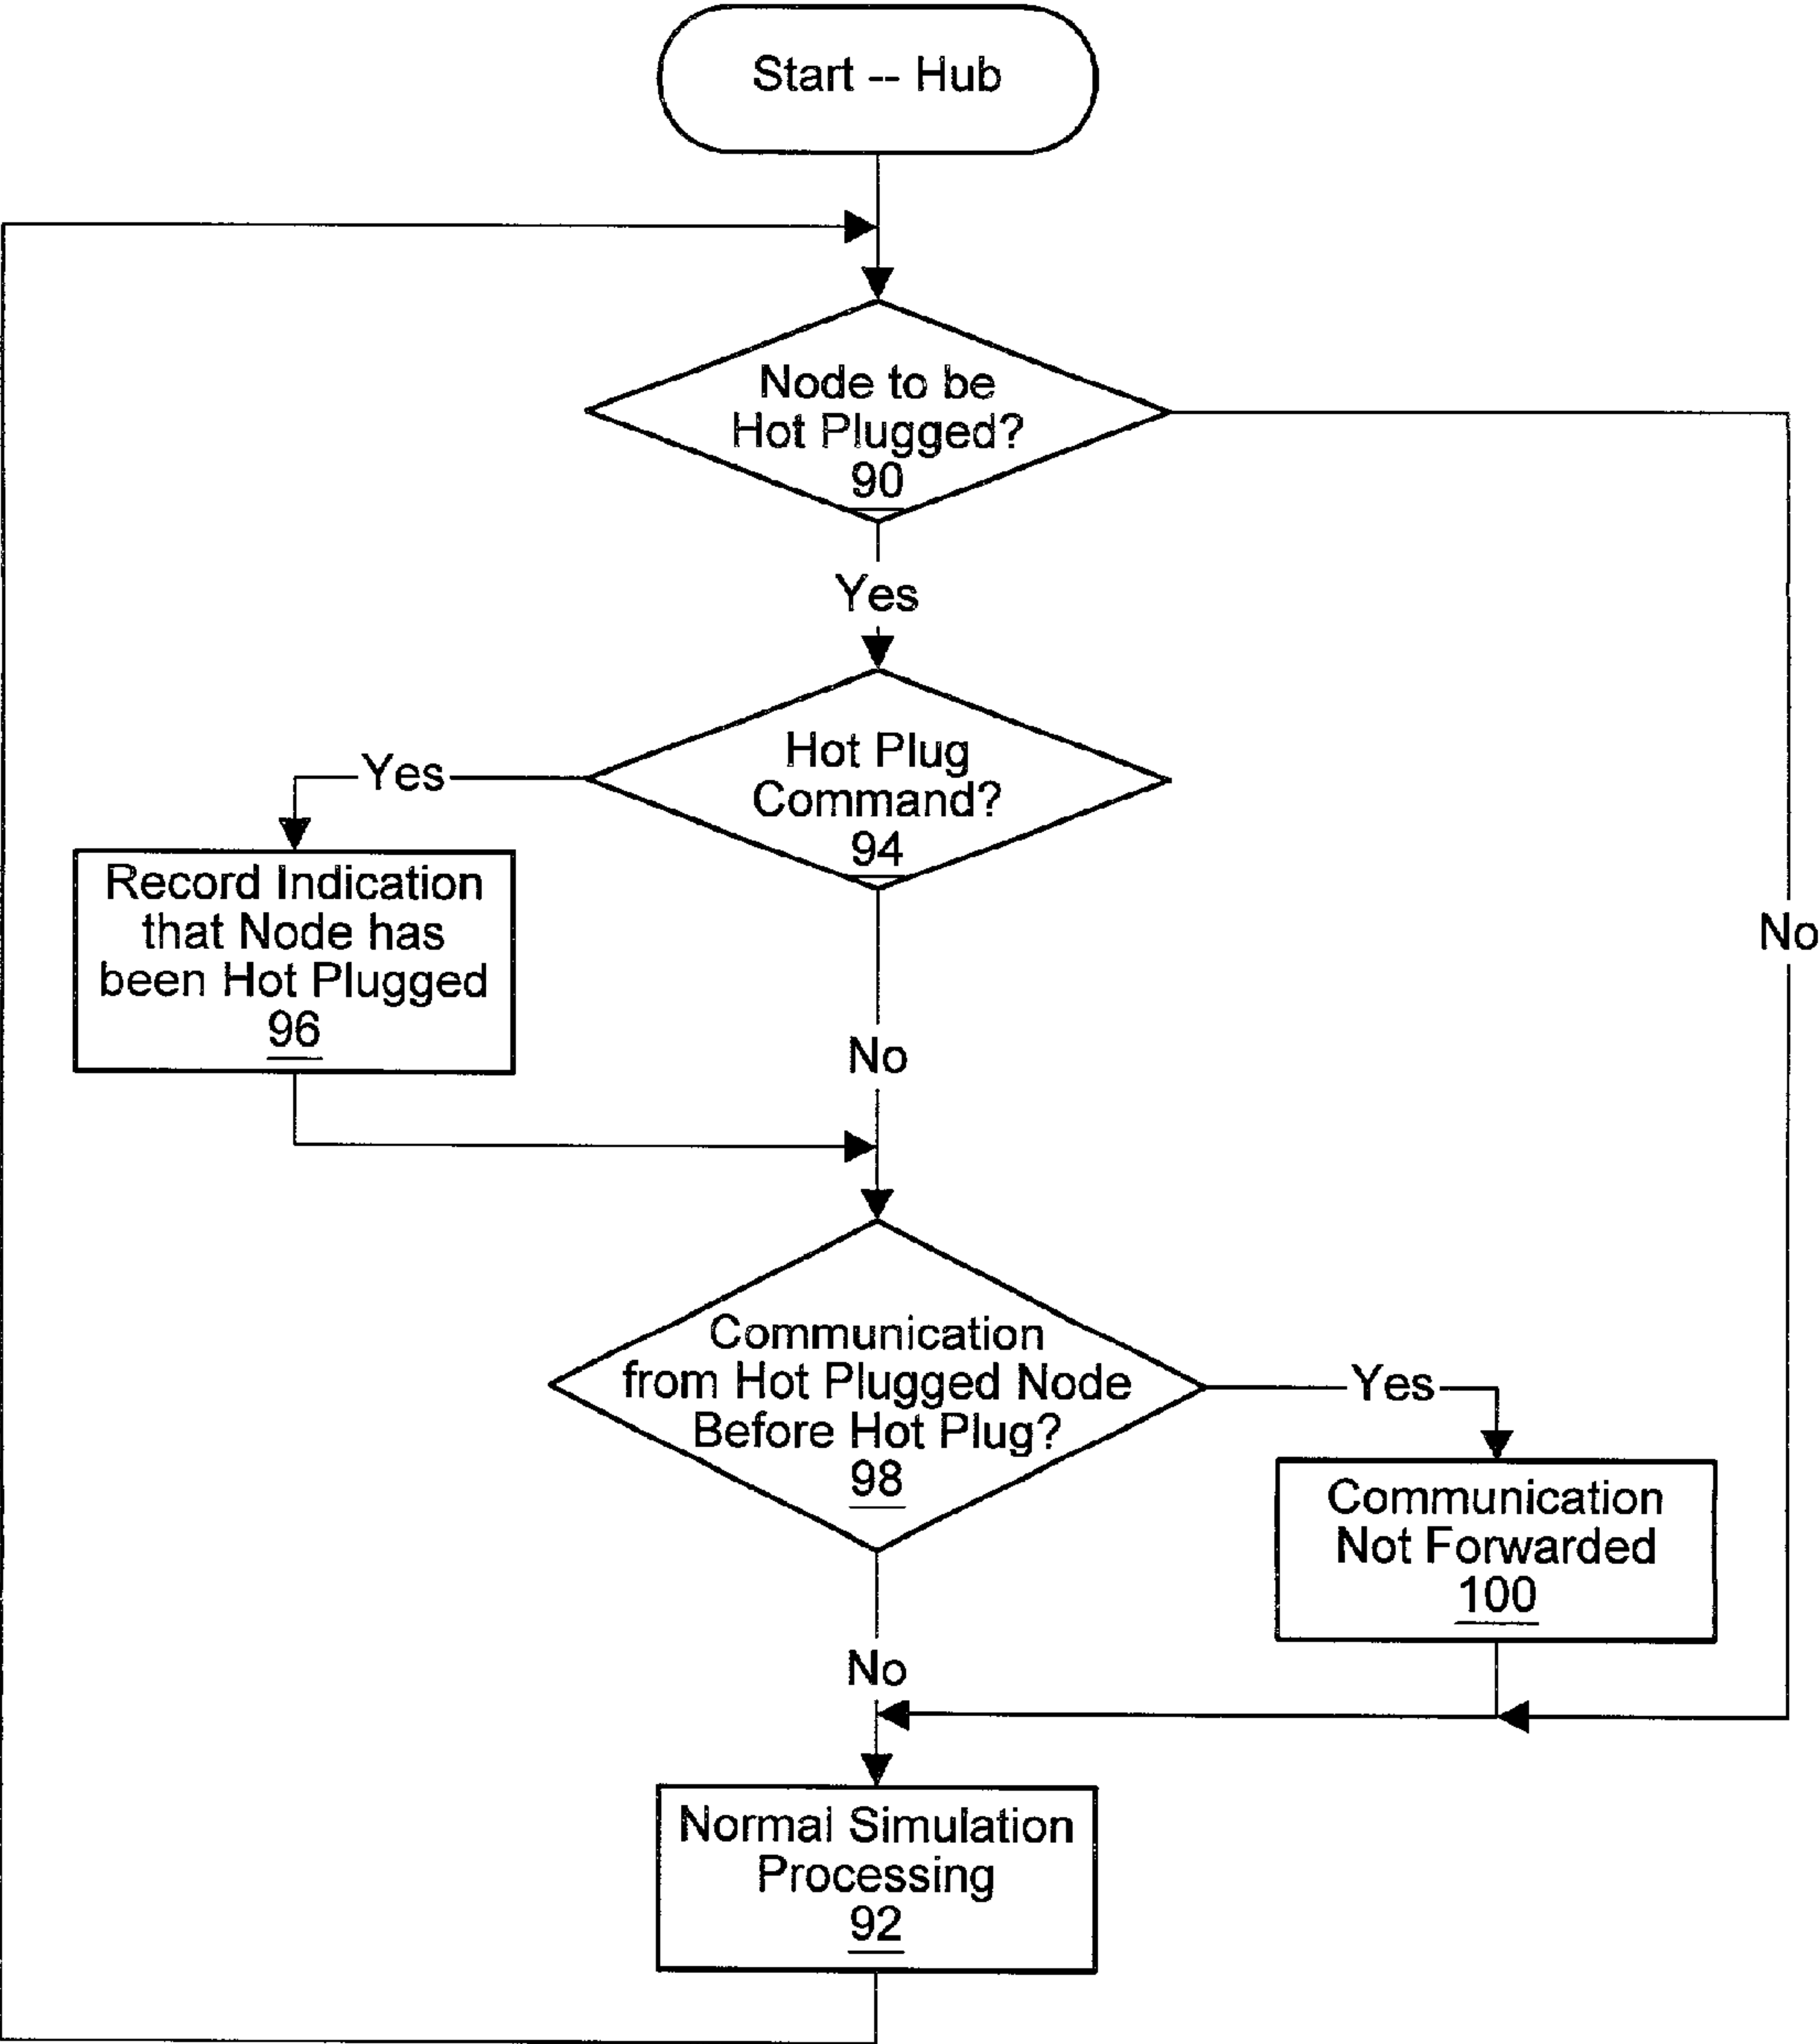 Start -- Hub
Node to be
Hot Plugged?
90
Yes
Hot Plug
Command?
94
Yes
Record Indication
that Node has
been Hot Plugged
96
No
No
Communication
from Hot Plugged Node
Before Hot Plug?
98
Yes
Communication
Not Forwarded
100
No
Normal Simulation
Processing
92